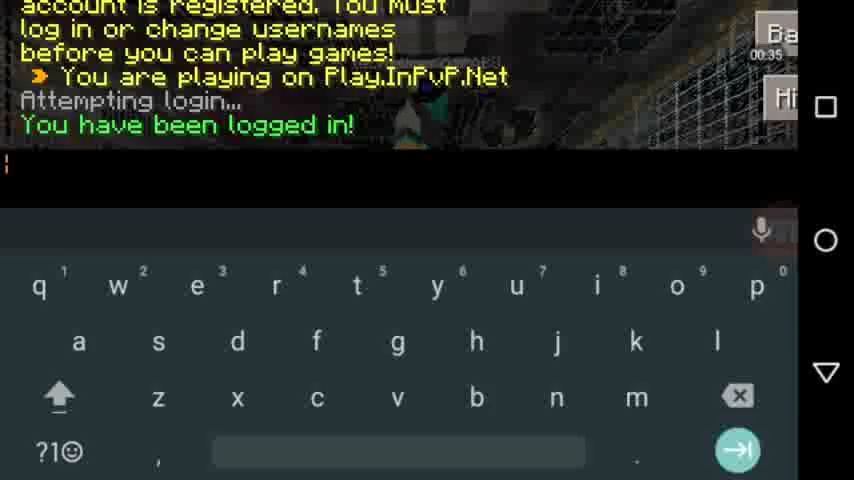 account is registered. You must
log in or change usernames
before you can play games!
You are playing on Play.InPvP.Net
Attempting login...
You have been logged in!
Ba
00:35
Hi
q 1 w 2 e 3 r 4 t 5 y 6 u 7 i 8 o 9 p 0
a s d f g h j k l
z x c v b n m
?1 , .